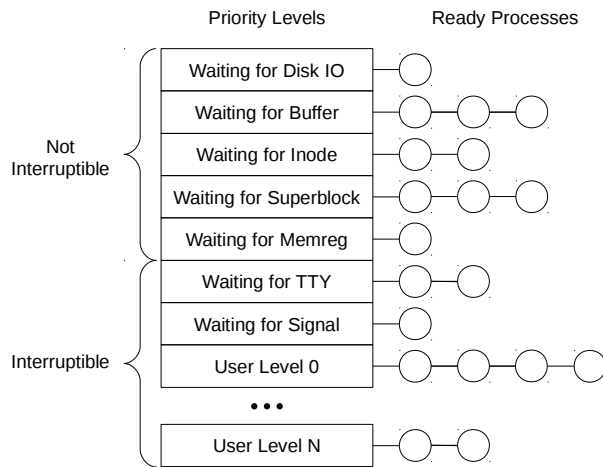 Priority Levels
Ready Processes
Waiting for Disk IO
Waiting for Buffer
Not
Interruptible
Waiting for Inode
Waiting for Superblock
Waiting for Memreg
Waiting for TTY
Waiting for Signal
Interruptible
User Level 0
•••
User Level N